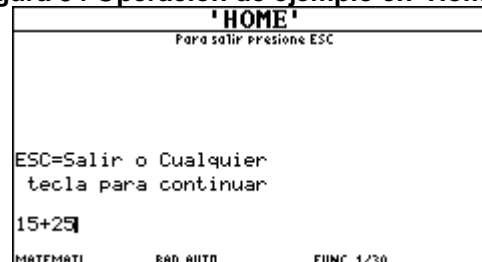 'HOME'
Para salir presione ESC
ESC=Salir o Cualquier
tecla para continuar
15+25
MATEMATI RAD AUTO FUNC 1/30